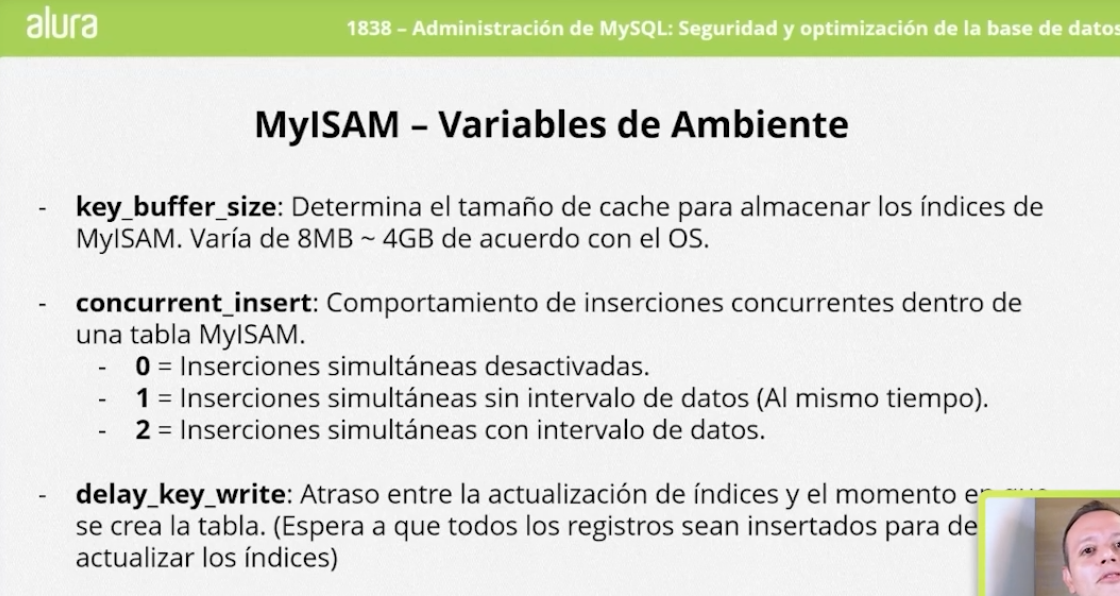 alura
1838 – Administración de MySQL: Seguridad y optimización de la base de datos
MyISAM – Variables de Ambiente
- key_buffer_size: Determina el tamaño de cache para almacenar los índices de
MyISAM. Varía de 8MB ~ 4GB de acuerdo con el OS.
- concurrent_insert: Comportamiento de inserciones concurrentes dentro de
una tabla MyISAM.
- 0 = Inserciones simultáneas desactivadas.
- 1 = Inserciones simultáneas sin intervalo de datos (Al mismo tiempo).
- 2 = Inserciones simultáneas con intervalo de datos.
- delay_key_write: Atraso entre la actualización de índices y el momento en
se crea la tabla. (Espera a que todos los registros sean insertados para
actualizar los índices)